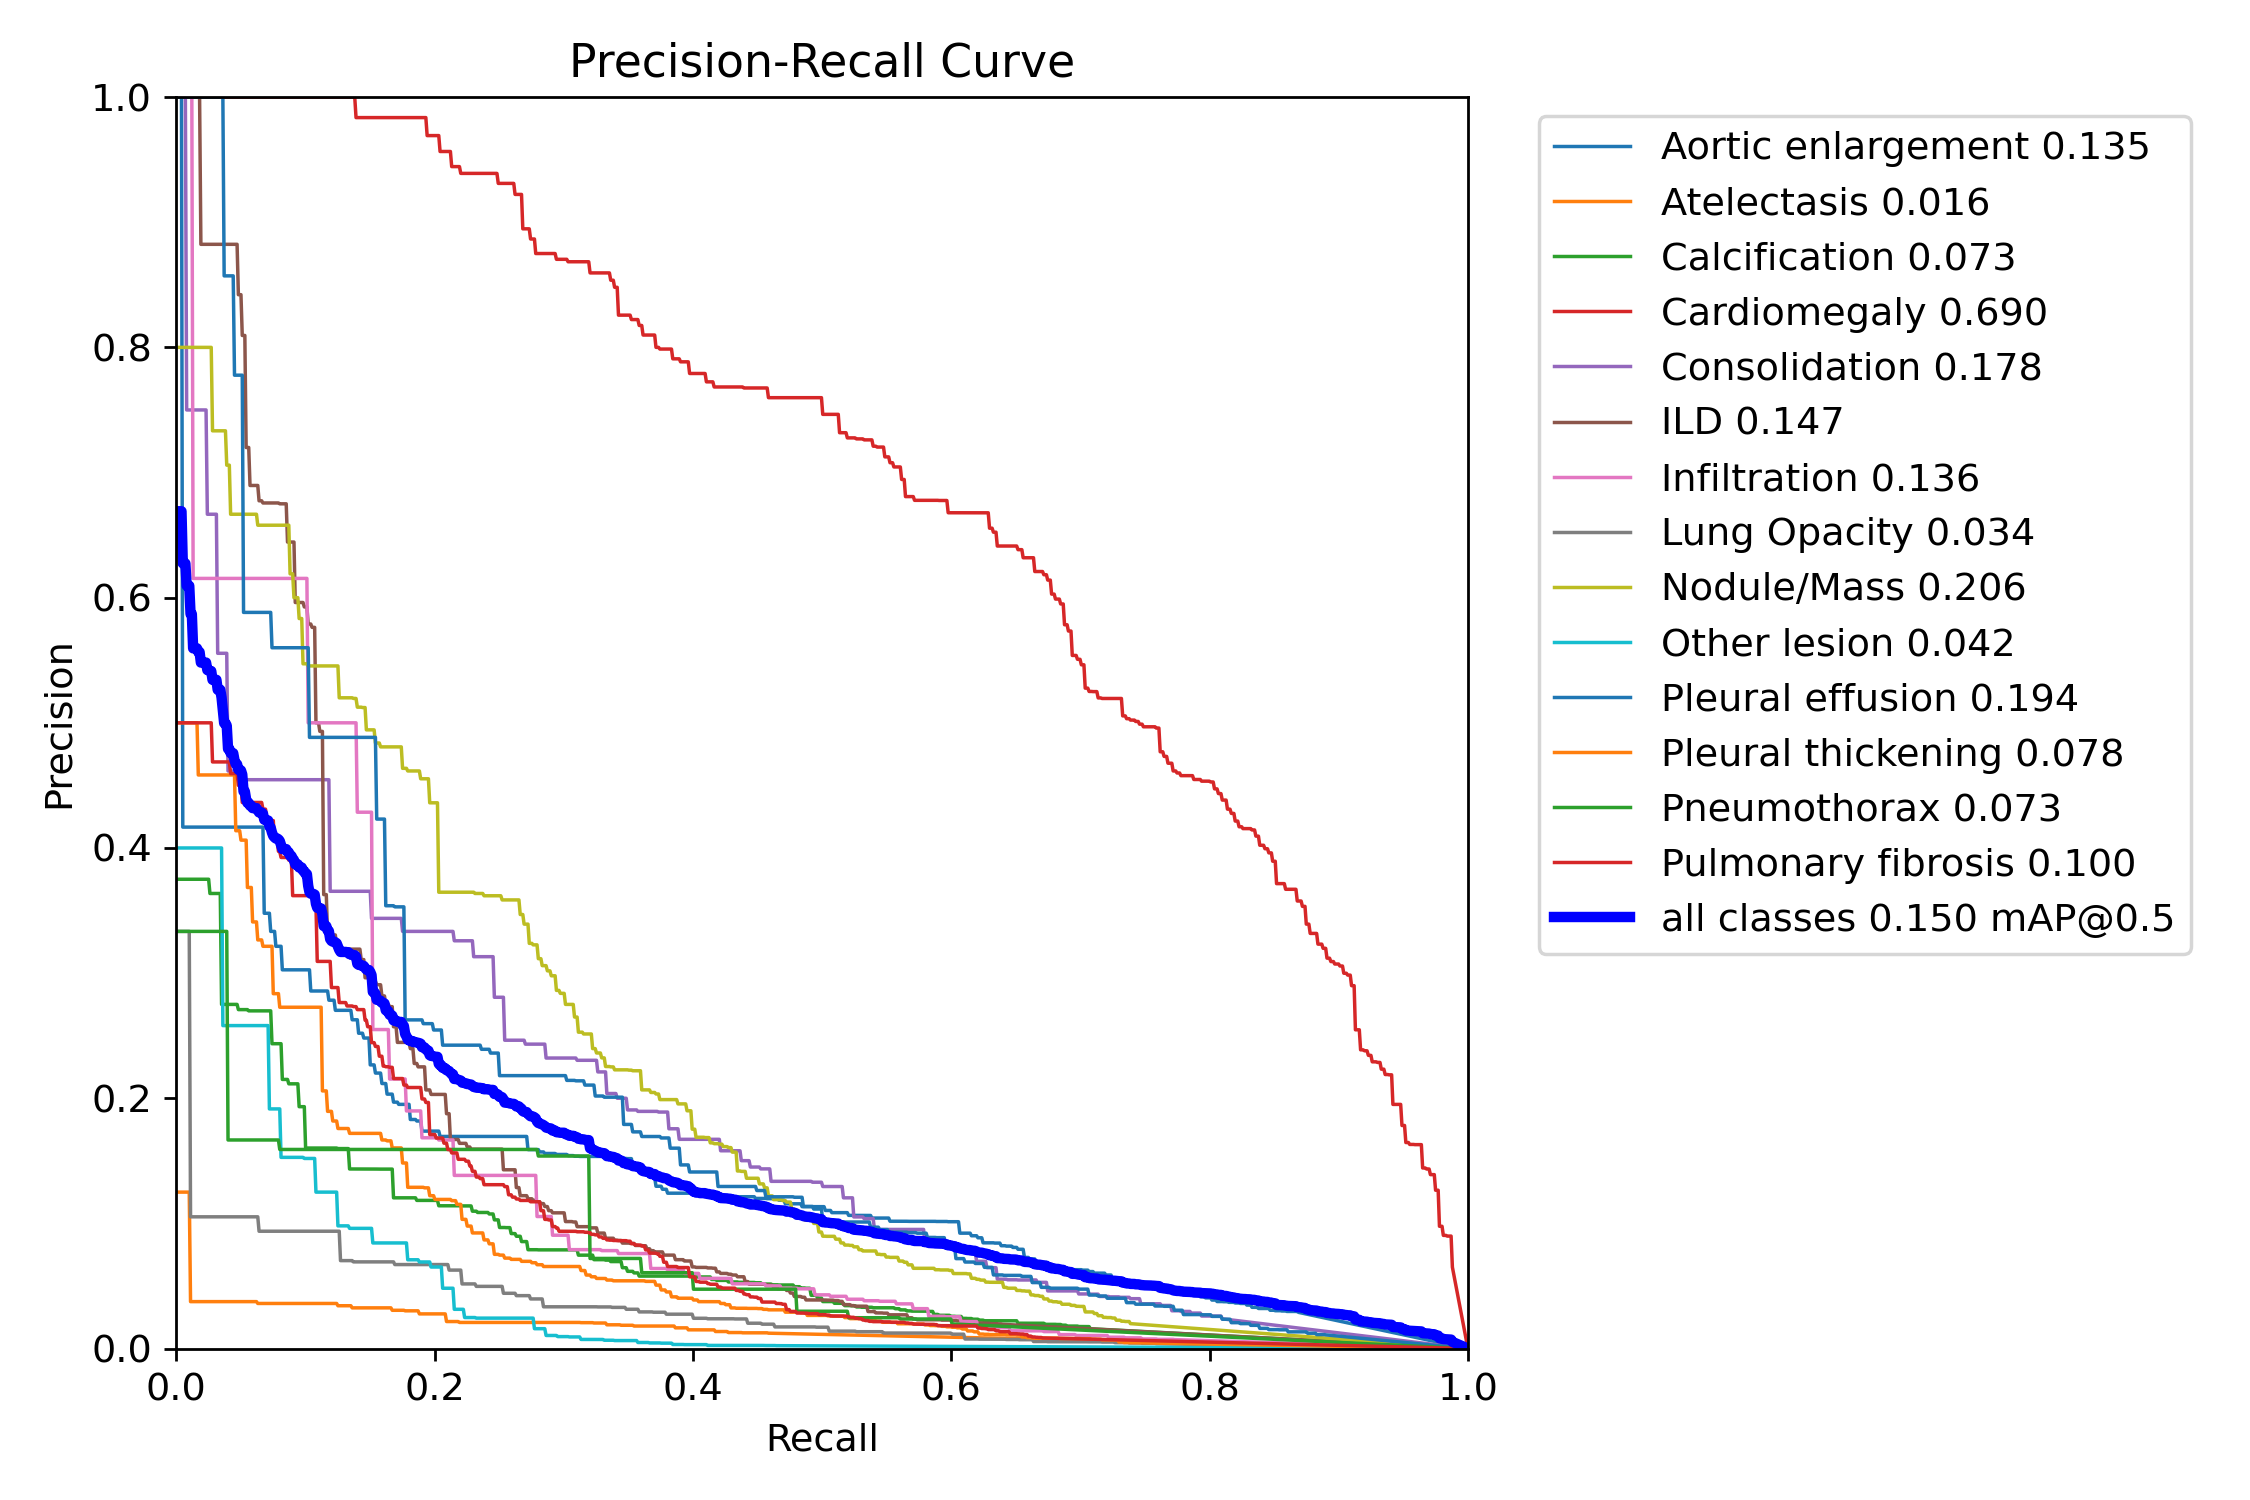 Precision-Recall Curve
1.0
0.8
0.6
0.4
0.2
0.0
Precision
0.0 0.2 0.4 0.6 0.8 1.0
Recall
Aortic enlargement 0.135
Atelectasis 0.016
Calcification 0.073
Cardiomegaly 0.690
Consolidation 0.178
ILD 0.147
Infiltration 0.136
Lung Opacity 0.034
Nodule/Mass 0.206
Other lesion 0.042
Pleural effusion 0.194
Pleural thickening 0.078
Pneumothorax 0.073
Pulmonary fibrosis 0.100
all classes 0.150 mAP@0.5